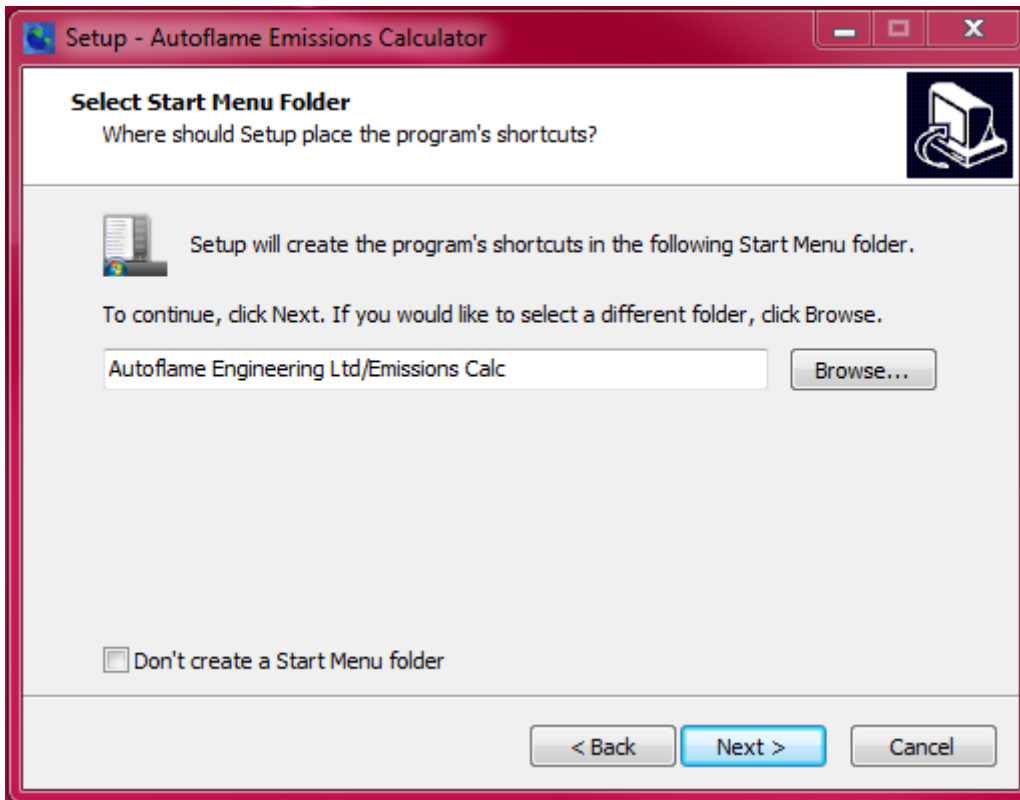 Setup - Autoflame Emissions Calculator
Select Start Menu Folder
Where should Setup place the program's shortcuts?
Setup will create the program's shortcuts in the following Start Menu folder.
To continue, click Next. If you would like to select a different folder, click Browse.
Autoflame Engineering Ltd/Emissions Calc
Browse...
Don't create a Start Menu folder
< Back
Next >
Cancel